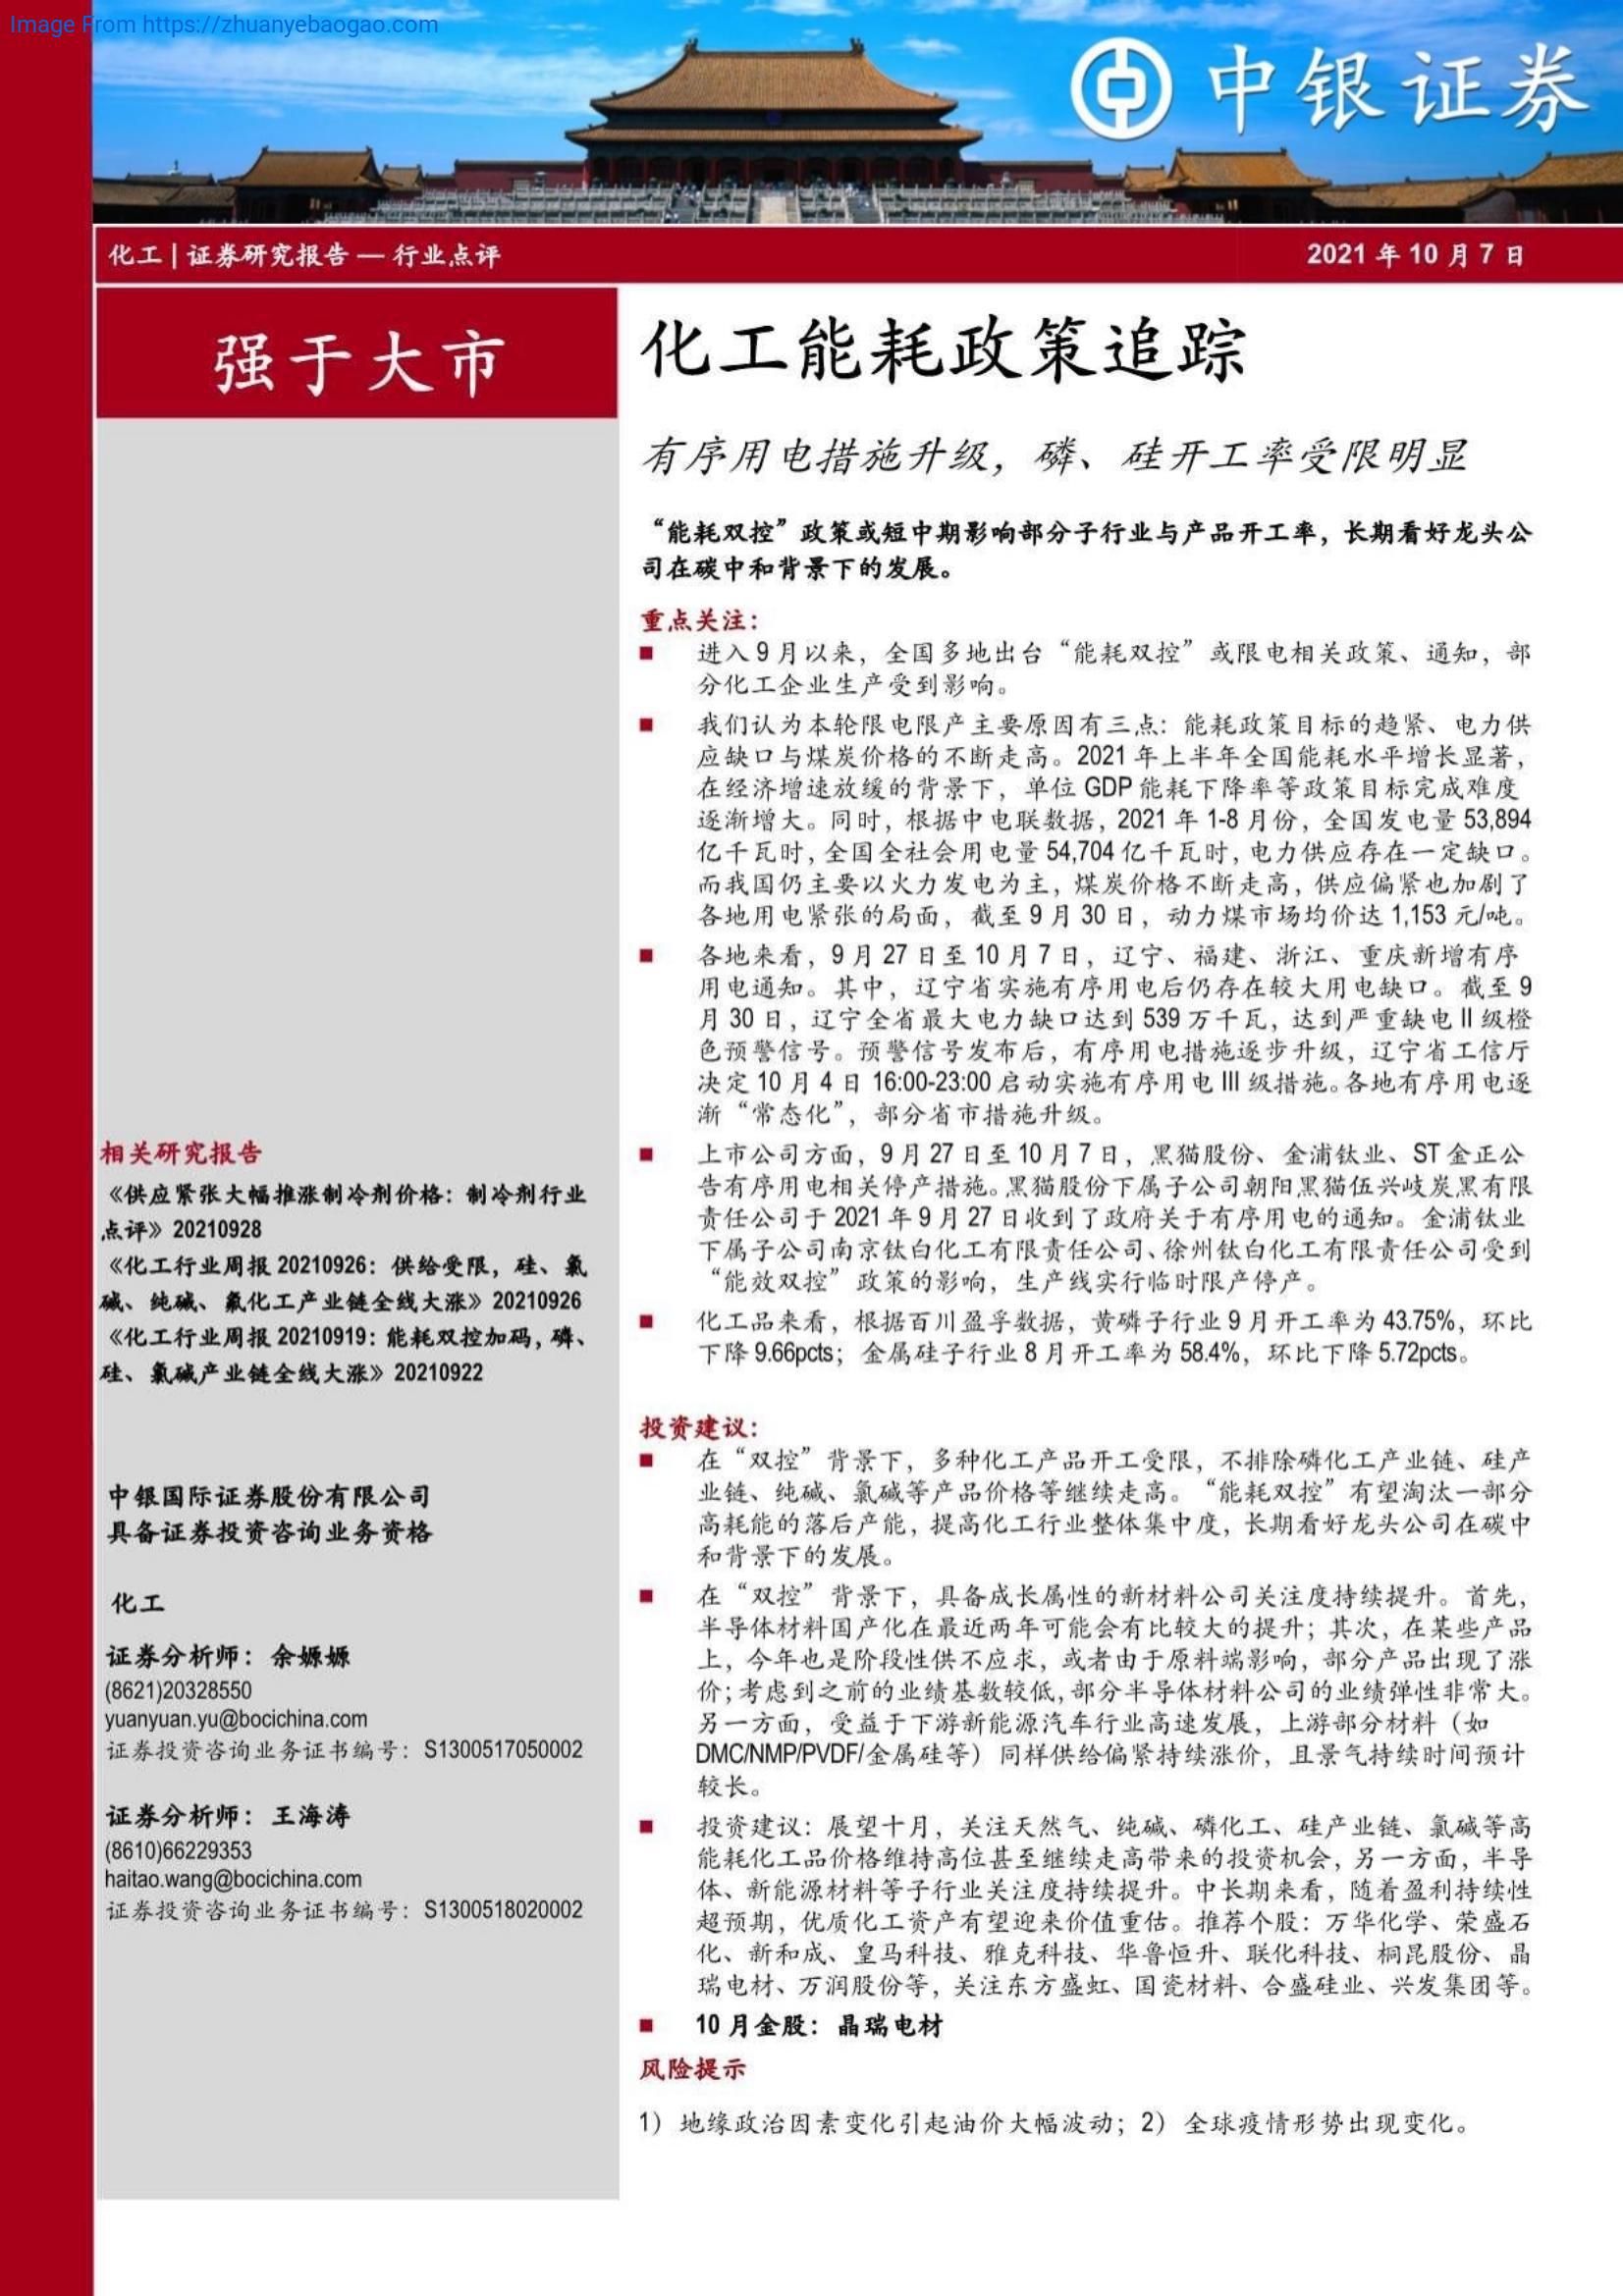 Image From https://zhuanyebaogao.com
中银证券
化工 | 证券研究报告 — 行业点评
2021 年 10 月 7 日
强于大市
相关研究报告
《供应紧张大幅推涨制冷剂价格：制冷剂行业
点评》20210928
《化工行业周报 20210926：供给受限，硅、氯
碱、纯碱、氟化工产业链全线大涨》20210926
《化工行业周报 20210919：能耗双控加码，磷、
硅、氯碱产业链全线大涨》20210922
中银国际证券股份有限公司
具备证券投资咨询业务资格
化工
证券分析师：余嫄嫄
(8621)20328550
yuanyuan.yu@bocichina.com
证券投资咨询业务证书编号：S1300517050002
证券分析师：王海涛
(8610)66229353
haitao.wang@bocichina.com
证券投资咨询业务证书编号：S1300518020002
化工能耗政策追踪
有序用电措施升级，磷、硅开工率受限明显
“能耗双控”政策或短中期影响部分子行业与产品开工率，长期看好龙头公
司在碳中和背景下的发展。
重点关注：
■ 进入 9 月以来，全国多地出台“能耗双控”或限电相关政策、通知，部
分化工企业生产受到影响。
■ 我们认为本轮限电限产主要原因有三点：能耗政策目标的趋紧、电力供
应缺口与煤炭价格的不断走高。2021 年上半年全国能耗水平增长显著，
在经济增速放缓的背景下，单位 GDP 能耗下降率等政策目标完成难度
逐渐增大。同时，根据中电联数据，2021 年 1-8 月份，全国发电量 53,894
亿千瓦时，全国全社会用电量 54,704 亿千瓦时，电力供应存在一定缺口。
而我国仍主要以火力发电为主，煤炭价格不断走高，供应偏紧也加剧了
各地用电紧张的局面，截至 9 月 30 日，动力煤市场均价达 1,153 元/吨。
■ 各地来看，9 月 27 日至 10 月 7 日，辽宁、福建、浙江、重庆新增有序
用电通知。其中，辽宁省实施有序用电后仍存在较大用电缺口。截至 9
月 30 日，辽宁全省最大电力缺口达到 539 万千瓦，达到严重缺电 II 级橙
色预警信号。预警信号发布后，有序用电措施逐步升级，辽宁省工信厅
决定 10 月 4 日 16:00-23:00 启动实施有序用电 III 级措施。各地有序用电逐
渐“常态化”，部分省市措施升级。
■ 上市公司方面，9 月 27 日至 10 月 7 日，黑猫股份、金浦钛业、ST 金正公
告有序用电相关停产措施。黑猫股份下属子公司朝阳黑猫伍兴岐炭黑有限
责任公司于 2021 年 9 月 27 日收到了政府关于有序用电的通知。金浦钛业
下属子公司南京钛白化工有限责任公司、徐州钛白化工有限责任公司受到
“能效双控”政策的影响，生产线实行临时限产停产。
■ 化工品来看，根据百川盈孚数据，黄磷子行业 9 月开工率为 43.75%，环比
下降 9.66pcts；金属硅子行业 8 月开工率为 58.4%，环比下降 5.72pcts。
投资建议：
■ 在“双控”背景下，多种化工产品开工受限，不排除磷化工产业链、硅产
业链、纯碱、氯碱等产品价格等继续走高。“能耗双控”有望淘汰一部分
高耗能的落后产能，提高化工行业整体集中度，长期看好龙头公司在碳中
和背景下的发展。
■ 在“双控”背景下，具备成长属性的新材料公司关注度持续提升。首先，
半导体材料国产化在最近两年可能会有比较大的提升；其次，在某些产品
上，今年也是阶段性供不应求，或者由于原料端影响，部分产品出现了涨
价；考虑到之前的业绩基数较低，部分半导体材料公司的业绩弹性非常大。
另一方面，受益于下游新能源汽车行业高速发展，上游部分材料（如
DMC/NMP/PVDF/金属硅等）同样供给偏紧持续涨价，且景气持续时间预计
较长。
■ 投资建议：展望十月，关注天然气、纯碱、磷化工、硅产业链、氯碱等高
能耗化工品价格维持高位甚至继续走高带来的投资机会，另一方面，半导
体、新能源材料等子行业关注度持续提升。中长期来看，随着盈利持续性
超预期，优质化工资产有望迎来价值重估。推荐个股：万华化学、荣盛石
化、新和成、皇马科技、雅克科技、华鲁恒升、联化科技、桐昆股份、晶
瑞电材、万润股份等，关注东方盛虹、国瓷材料、合盛硅业、兴发集团等。
■ 10 月金股：晶瑞电材
风险提示
1）地缘政治因素变化引起油价大幅波动；2）全球疫情形势出现变化。